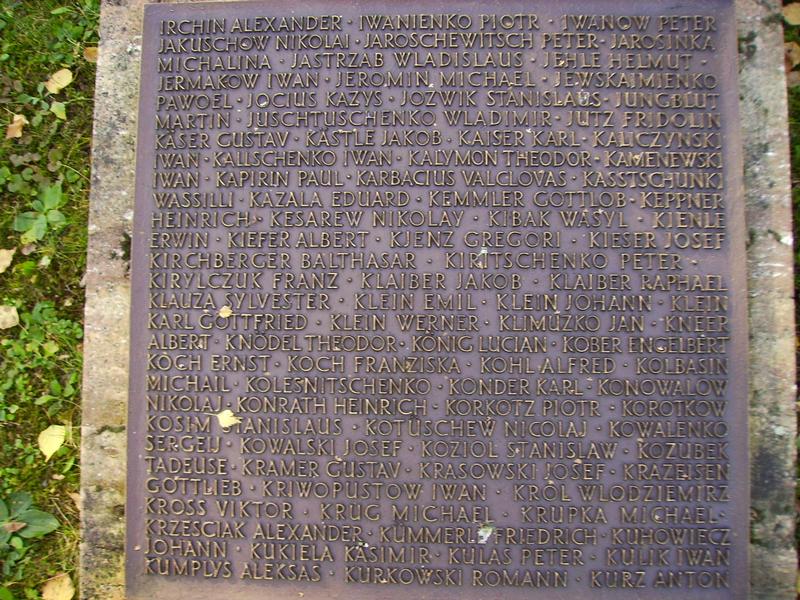 IRCHIN ALEXANDER · IWANIENKO PIOTR · IWANOW PETER
JAKUSCHOW NIKOLAI · JAROSCHEWITSCH PETER · JAROSINKA
MICHALINA · JASTRZAB WLADISLAUS · JEHLE HELMUT ·
JERMAKOW IWAN · JEROMIN MICHAEL · JEWSKAIMIENKO
PAWOEL · JOCIUS KAZYS · JOZWIK STANISLAUS · JUNGBLUT
MARTIN · JUSCHTUSCHENKO WLADIMIR · JUTZ FRIDOLIN
KÄSER GUSTAV · KÄSTLE JAKOB · KAISER KARL · KALICZYNSKI
IWAN · KALLSCHENKO IWAN · KALYMON THEODOR · KAMENEWSKI
IWAN · KAPIRIN PAUL · KARBACIUS VALCLOVAS · KASSTSCHUNKI
WASSILLI · KAZALA EDUARD · KEMMLER GOTTLOB · KEPPNER
HEINRICH · KESAREW NIKOLAY · KIBAK WASYL · KIENLE
ERWIN · KIEFER ALBERT · KJENZ GREGORI · KIESER JOSEF
KIRCHBERGER BALTHASAR · KIRITSCHENKO PETER ·
KIRYLCZUK FRANZ · KLAIBER JAKOB · KLAIBER RAPHAEL
KLAUZA SYLVESTER · KLEIN EMIL · KLEIN JOHANN · KLEIN
KARL GOTTFRIED · KLEIN WERNER · KLIMUZKO JAN · KNEER
ALBERT · KNÖDEL THEODOR · KÖNIG LUCIAN · KOBER ENGELBERT
KOCH ERNST · KOCH FRANZISKA · KOHL ALFRED · KOLBASIN
MICHAIL · KOLESNITSCHENKO · KONDER KARL · KONOWALOW
NIKOLAJ · KONRATH HEINRICH · KORKOTZ PIOTR · KOROTKOW
KOSIM STANISLAUS · KOTUSCHEW NICOLAJ · KOWALENKO
SERGEIJ · KOWALSKI JOSEF · KOZIOL STANISLAW · KOZUBEK
TADEUSE · KRAMER GUSTAV · KRASOWSKI JOSEF · KRAZEISEN
GOTTLIEB · KRIWOPUSTOW IWAN · KRÓL WLODZIEMIRZ
KROSS VIKTOR · KRUG MICHAEL · KRUPKA MICHAEL ·
KRZESCIAK ALEXANDER · KÜMMERLE FRIEDRICH · KUHOWIECZ
JOHANN · KUKIELA KÄSIMIR · KULAS PETER · KULIK IWAN
KUMPLYS ALEKSAS · KURKOWSKI ROMANN · KURZ ANTON